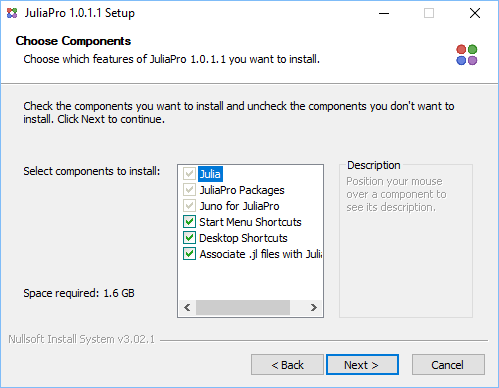 JuliaPro 1.0.1.1 Setup
Choose Components
Choose which features of JuliaPro 1.0.1.1 you want to install.
Check the components you want to install and uncheck the components you don't want to
install. Click Next to continue.
Select components to install:
Julia
JuliaPro Packages
Juno for JuliaPro
Start Menu Shortcuts
Desktop Shortcuts
Associate .jl files with Julia
Description
Position your mouse
over a component to
see its description.
Space required: 1.6 GB
Nullsoft Install System v3.02.1
< Back
Next >
Cancel